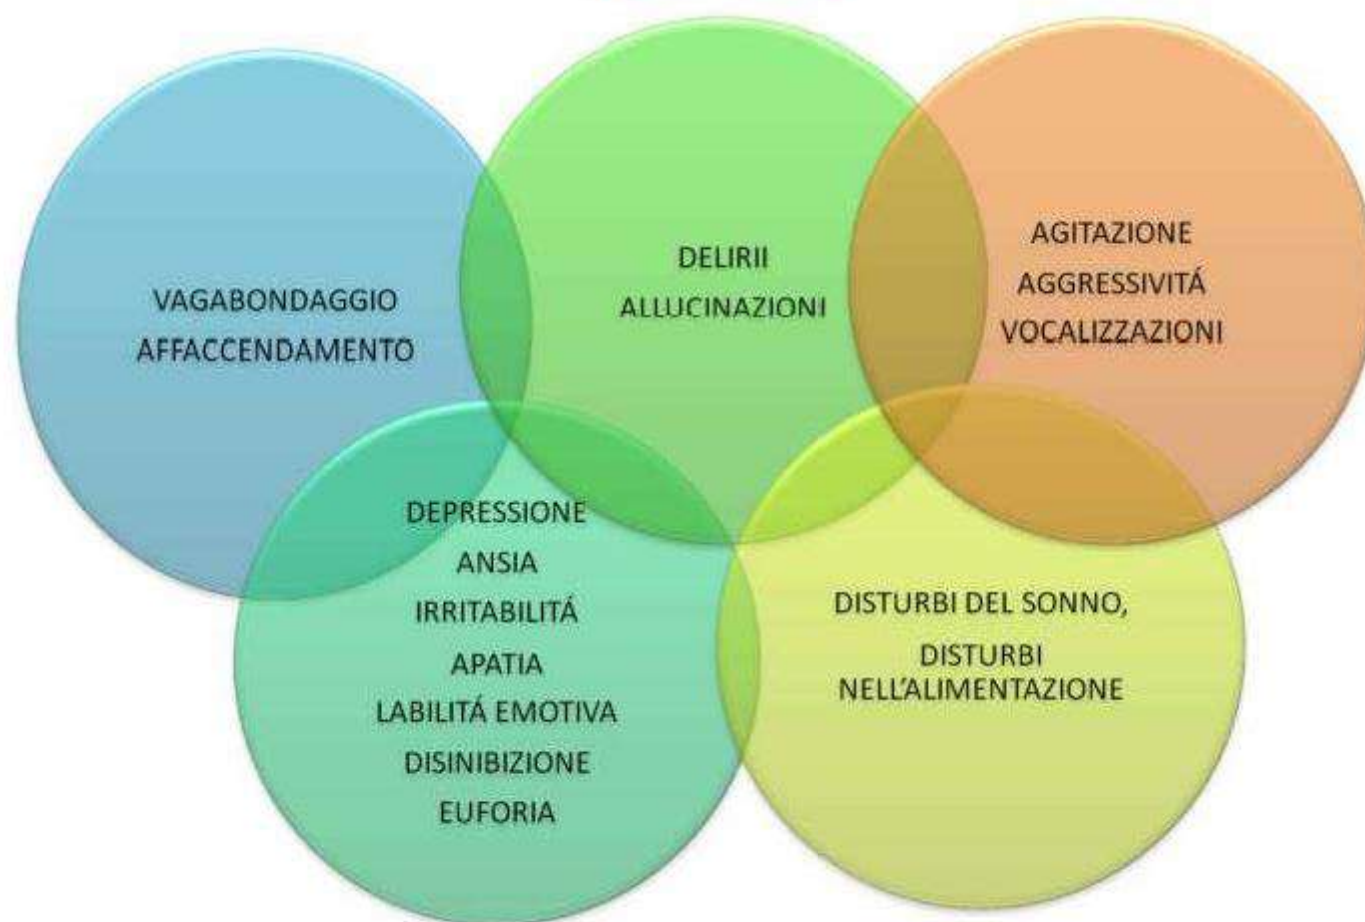 VAGABONDAGGIO
AFFACCENDAMENTO
DELIRII
ALLUCINAZIONI
AGITAZIONE
AGGRESSIVITÁ
VOCALIZZAZIONI
DEPRESSIONE
ANSIA
IRRITABILITÁ
APATIA
LABILITÁ EMOTIVA
DISINIBIZIONE
EUFORIA
DISTURBI DEL SONNO,
DISTURBI
NELL'ALIMENTAZIONE